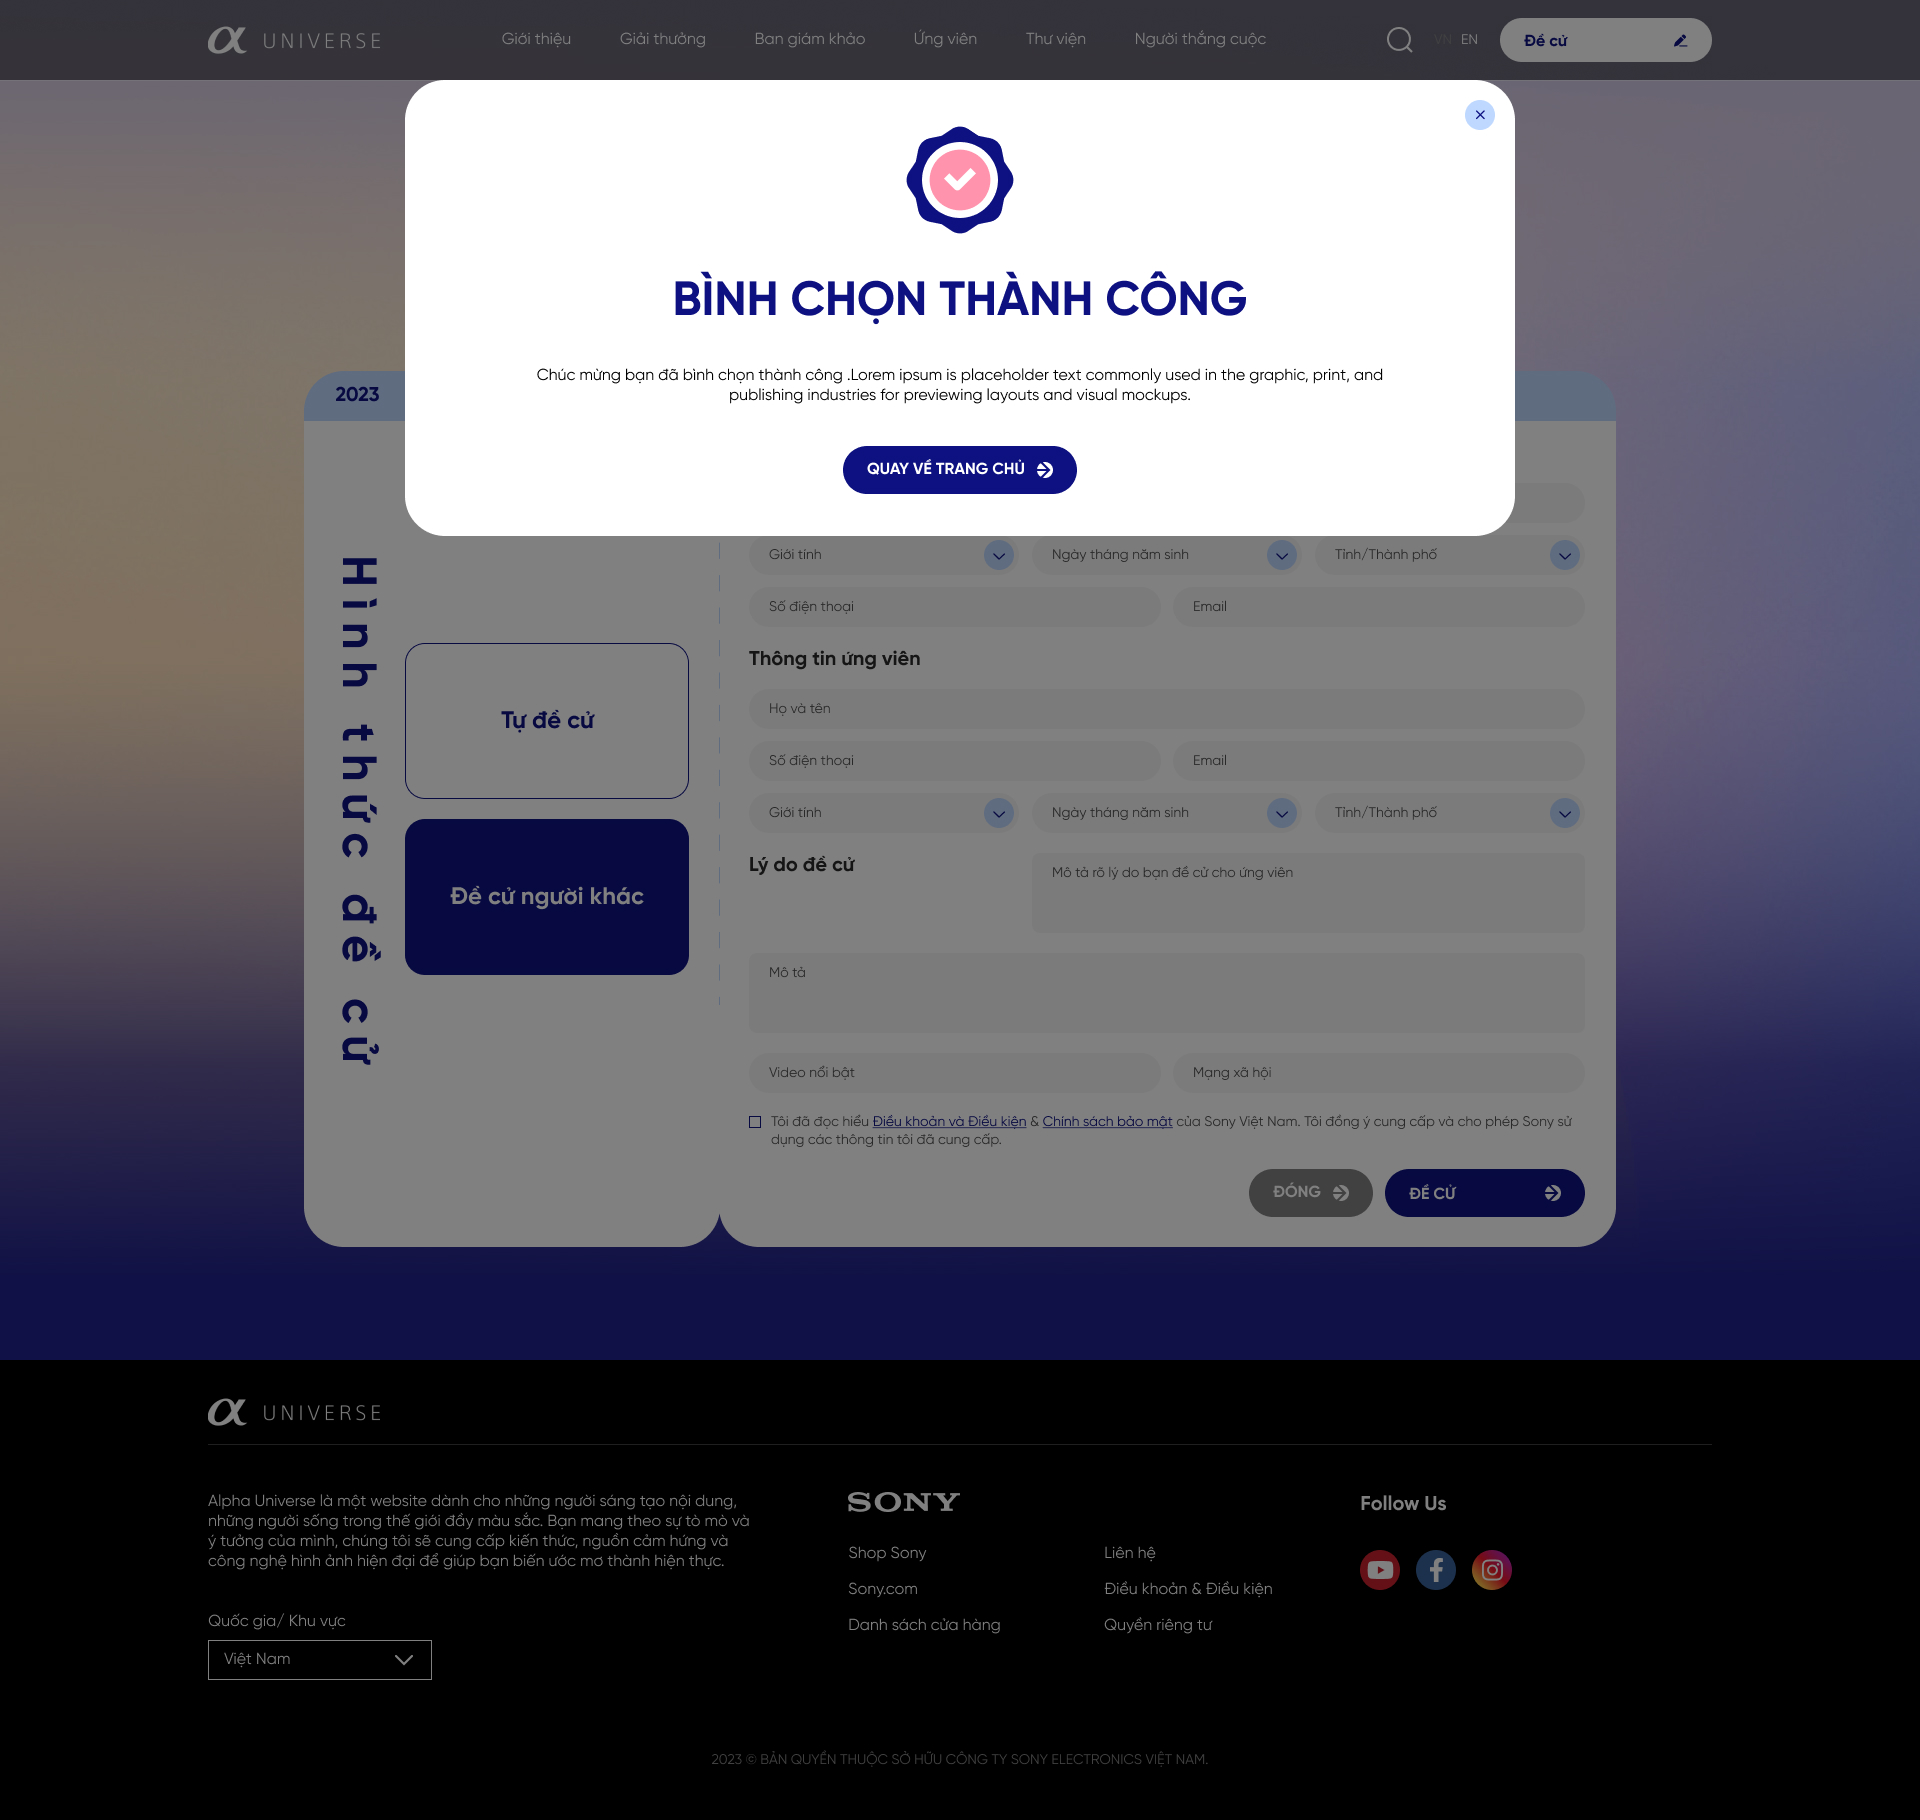 α UNIVERSE
Giới thiệu
Giải thưởng
Ban giám khảo
Ứng viên
Thư viện
Người thắng cuộc
VN EN
Đề cử
BÌNH CHỌN THÀNH CÔNG
Chúc mừng bạn đã bình chọn thành công .Lorem ipsum is placeholder text commonly used in the graphic, print, and
publishing industries for previewing layouts and visual mockups.
QUAY VỀ TRANG CHỦ
2023
Hình thức đề cử
Tự đề cử
Đề cử người khác
Giới tính
Ngày tháng năm sinh
Tỉnh/Thành phố
Số điện thoại
Email
Thông tin ứng viên
Họ và tên
Số điện thoại
Email
Giới tính
Ngày tháng năm sinh
Tỉnh/Thành phố
Lý do đề cử
Mô tả rõ lý do bạn đề cử cho ứng viên
Mô tả
Video nổi bật
Mạng xã hội
Tôi đã đọc hiểu Điều khoản và Điều kiện & Chính sách bảo mật của Sony Việt Nam. Tôi đồng ý cung cấp và cho phép Sony sử
dụng các thông tin tôi đã cung cấp.
ĐÓNG
ĐỀ CỬ
α UNIVERSE
Alpha Universe là một website dành cho những người sáng tạo nội dung,
những người sống trong thế giới đầy màu sắc. Bạn mang theo sự tò mò và
ý tưởng của mình, chúng tôi sẽ cung cấp kiến thức, nguồn cảm hứng và
công nghệ hình ảnh hiện đại để giúp bạn biến ước mơ thành hiện thực.
Quốc gia/ Khu vực
Việt Nam
SONY
Shop Sony
Sony.com
Danh sách cửa hàng
Liên hệ
Điều khoản & Điều kiện
Quyền riêng tư
Follow Us
2023 © BẢN QUYỀN THUỘC SỞ HỮU CÔNG TY SONY ELECTRONICS VIỆT NAM.